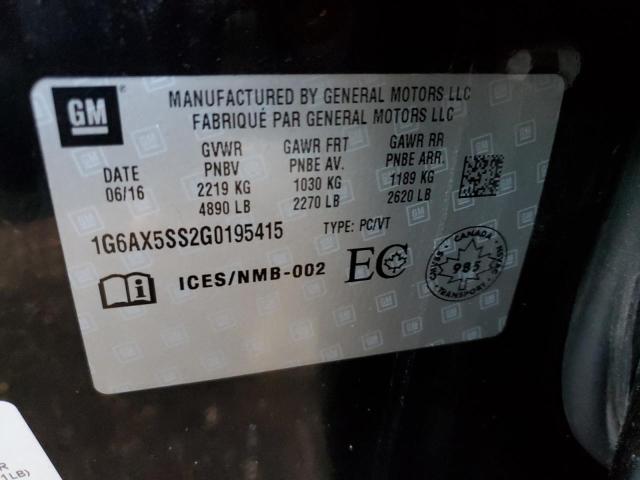 GM
MANUFACTURED BY GENERAL MOTORS LLC
FABRIQUÉ PAR GENERAL MOTORS LLC
DATE
06/16
GVWR
PNBV
2219 KG
4890 LB
GAWR FRT
PNBE AV.
1030 KG
2270 LB
GAWR RR
PNBE ARR.
1189 KG
2620 LB
1G6AX5SS2G0195415 TYPE: PC/VT
ICES/NMB-002 EC
CANADA
985
TRANSPORT
R
1LB)